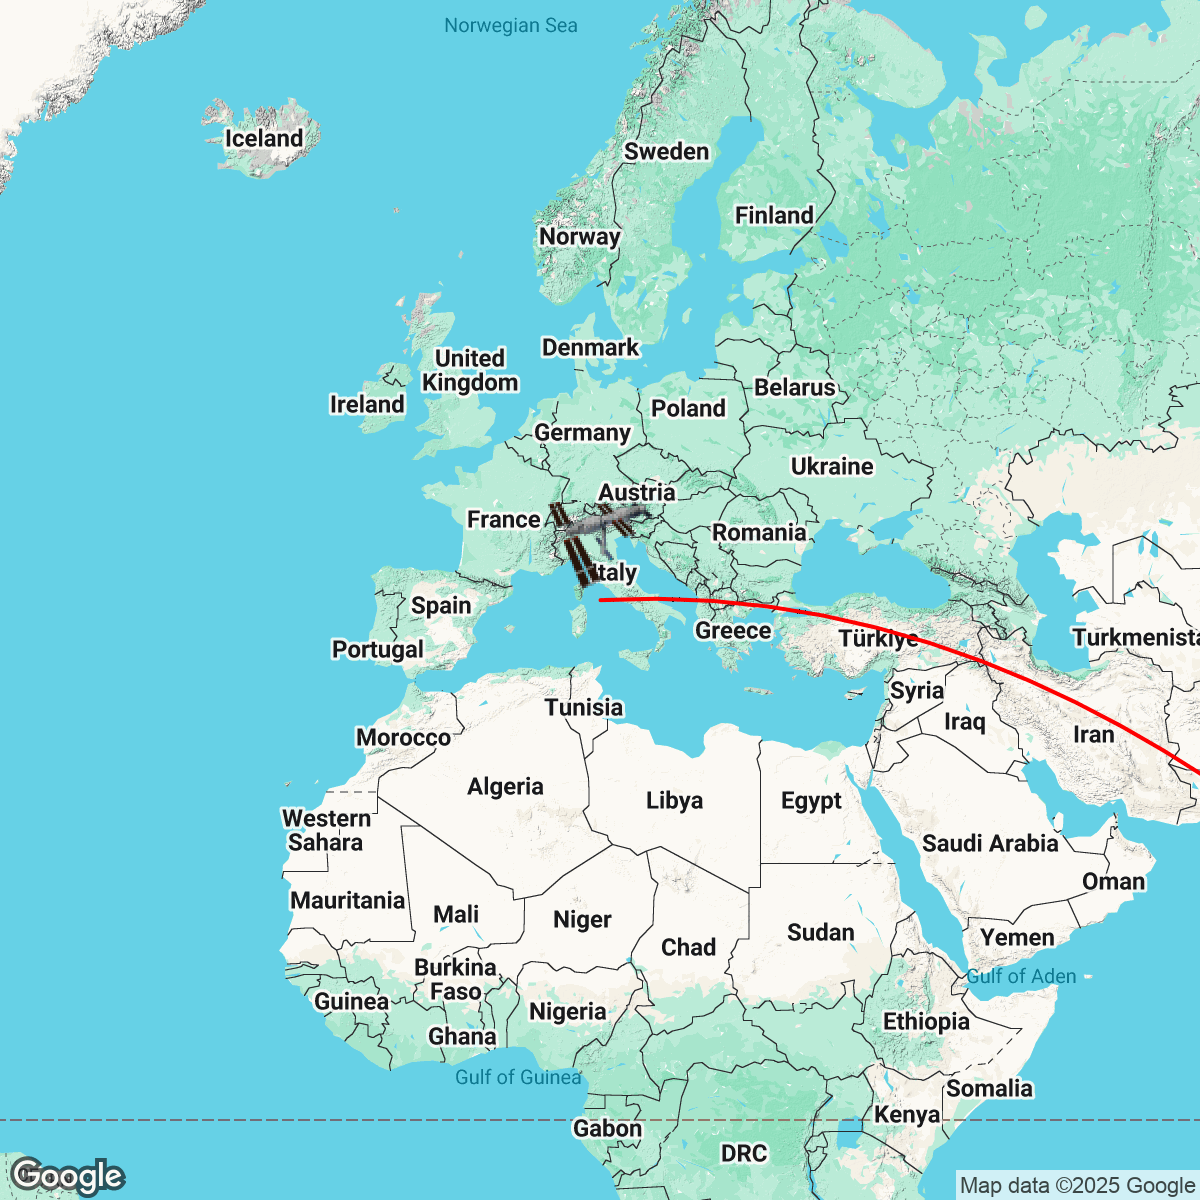 Norwegian Sea
Iceland
Sweden
Finland
Norway
Denmark
United
Kingdom
Belarus
Ireland
Poland
Germany
Ukraine
Austria
France
Romania
Italy
Spain
Greece
Türkiye
Turkmenista
Portugal
Syria
Tunisia
Iraq
Morocco
Iran
Algeria
Libya
Egypt
Western
Sahara
Saudi Arabia
Oman
Mauritania
Mali
Niger
Sudan
Yemen
Chad
Burkina
Faso
Gulf of Aden
Guinea
Nigeria
Ethiopia
Ghana
Gulf of Guinea
Somalia
Kenya
Gabon
DRC
Google
Map data ©2025 Google